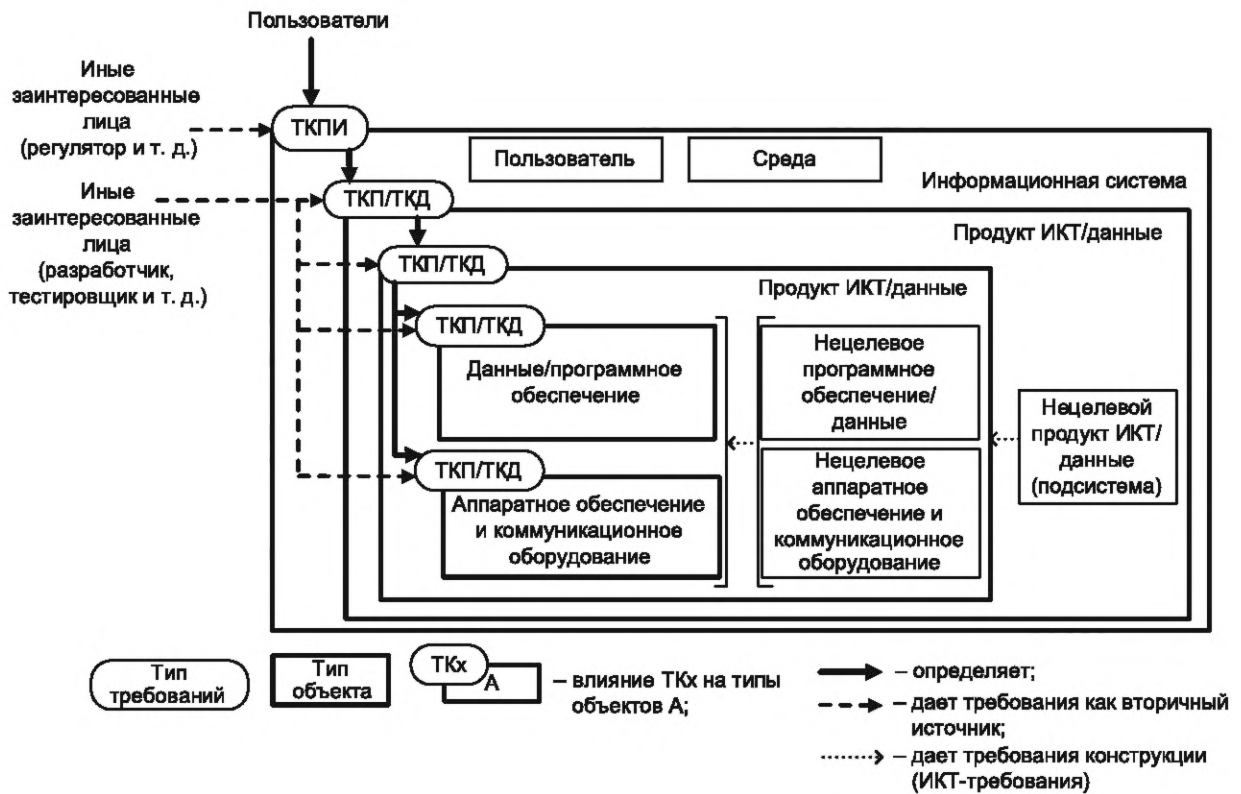 Пользователи
Иные
заинтересованные
лица
(регулятор и т. д.)
ТКПИ
Пользователь
Среда
Информационная система
Иные
заинтересованные
лица
(разработчик,
тестировщик и т. д.)
ТКП/ТКД
Продукт ИКТ/данные
ТКП/ТКД
Продукт ИКТ/данные
ТКП/ТКД
Данные/программное
обеспечение
Нецелевое
программное
обеспечение/
данные
Нецелевой
продукт ИКТ/
данные
(подсистема)
ТКП/ТКД
Аппаратное обеспечение
и коммуникационное
оборудование
Нецелевое
аппаратное
обеспечение и
коммуникационное
оборудование
Тип
требований
Тип
объекта
ТКх
А
– влияние ТКх на типы
объектов А;
– определяет;
– дает требования как вторичный
источник;
– дает требования конструкции
(ИКТ-требования)